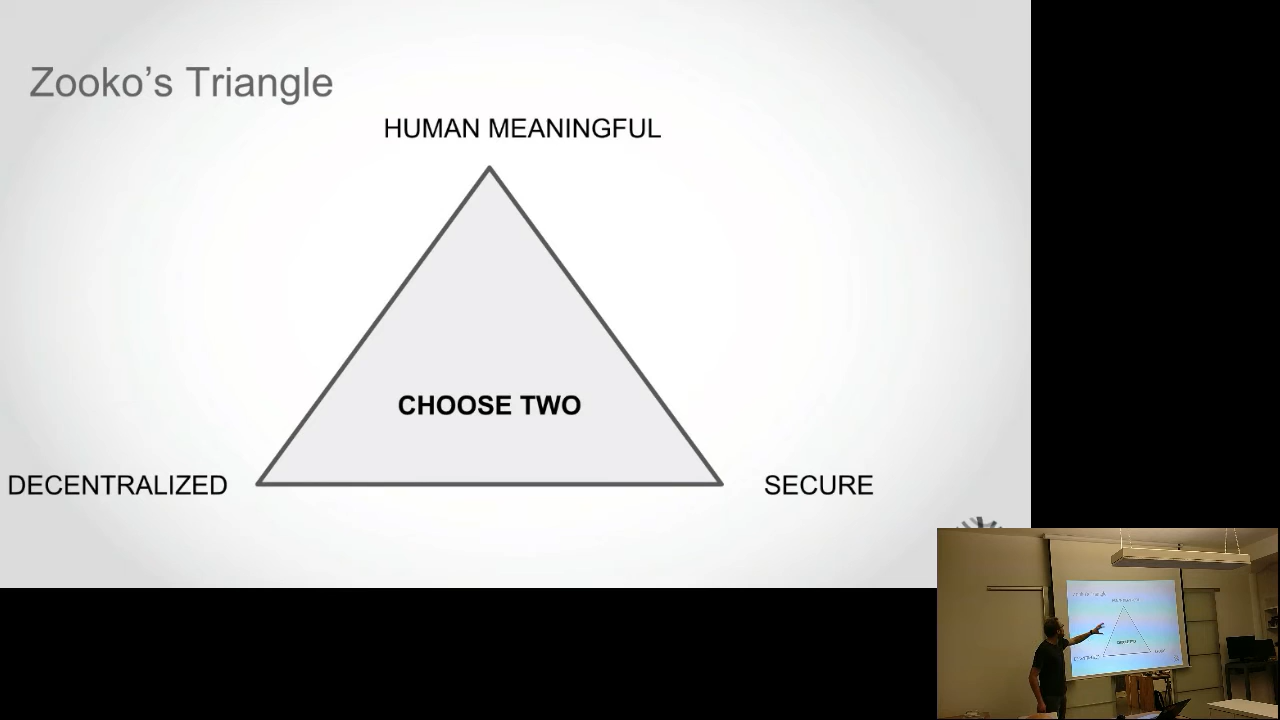 Zooko’s Triangle
HUMAN MEANINGFUL
CHOOSE TWO
DECENTRALIZED
SECURE